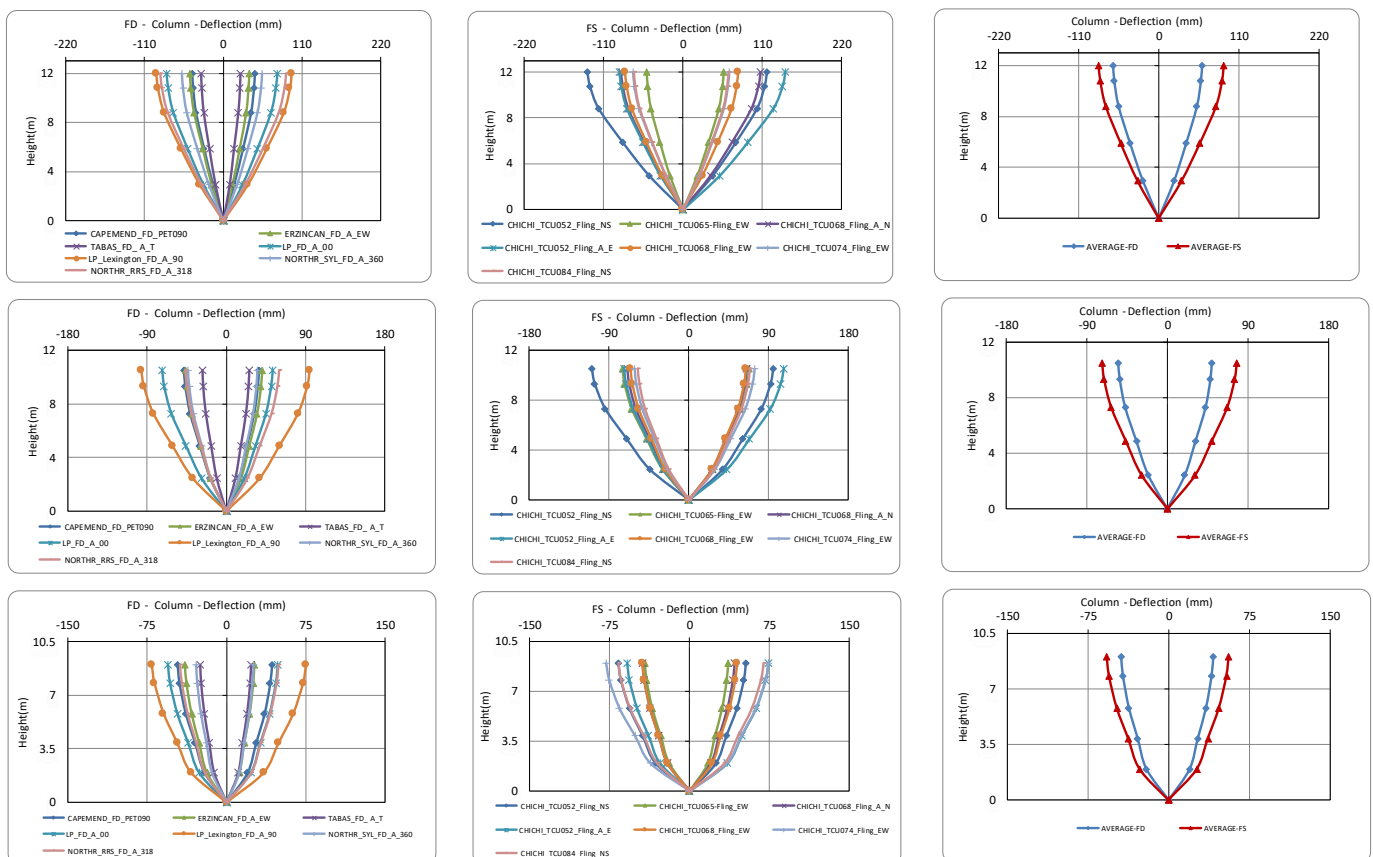 FD - Column - Deflection (mm)
-220 -110 0 110 220
12
8
4
0
Height(m)
CAPEMEND_FD_PET090 ERZINCAN_FD_A_EW
TABAS_FD_ A_T LP_FD_A_00
LP_Lexington_FD_A_90 NORTHR_SYL_FD_A_360
NORTHR_RRS_FD_A_318
FS - Column - Deflection (mm)
-220 -110 0 110 220
12
8
4
0
Height(m)
CHICHI_TCU052_Fling_NS CHICHI_TCU065-Fling_EW CHICHI_TCU068_Fling_A_N
CHICHI_TCU052_Fling_A_E CHICHI_TCU068_Fling_EW CHICHI_TCU074_Fling_EW
CHICHI_TCU084_Fling_NS
Column - Deflection (mm)
-220 -110 0 110 220
12
8
4
0
Height(m)
AVERAGE-FD AVERAGE-FS
FD - Column - Deflection (mm)
-180 -90 0 90 180
12
8
4
0
Height(m)
CAPEMEND_FD_PET090 ERZINCAN_FD_A_EW TABAS_FD_ A_T
LP_FD_A_00 LP_Lexington_FD_A_90 NORTHR_SYL_FD_A_360
NORTHR_RRS_FD_A_318
FS - Column - Deflection (mm)
-180 -90 0 90 180
12
8
4
0
Height(m)
CHICHI_TCU052_Fling_NS CHICHI_TCU065-Fling_EW CHICHI_TCU068_Fling_A_N
CHICHI_TCU052_Fling_A_E CHICHI_TCU068_Fling_EW CHICHI_TCU074_Fling_EW
CHICHI_TCU084_Fling_NS
Column - Deflection (mm)
-180 -90 0 90 180
12
8
4
0
Height(m)
AVERAGE-FD AVERAGE-FS
FD - Column - Deflection (mm)
-150 -75 0 75 150
10.5
7
3.5
0
Height(m)
CAPEMEND_FD_PET090 ERZINCAN_FD_A_EW TABAS_FD_ A_T
LP_FD_A_00 LP_Lexington_FD_A_90 NORTHR_SYL_FD_A_360
NORTHR_RRS_FD_A_318
FS - Column - Deflection (mm)
-150 -75 0 75 150
10.5
7
3.5
0
Height(m)
CHICHI_TCU052_Fling_NS CHICHI_TCU065-Fling_EW CHICHI_TCU068_Fling_A_N
CHICHI_TCU052_Fling_A_E CHICHI_TCU068_Fling_EW CHICHI_TCU074_Fling_EW
CHICHI_TCU084_Fling_NS
Column - Deflection (mm)
-150 -75 0 75 150
10.5
7
3.5
0
Height(m)
AVERAGE-FD AVERAGE-FS